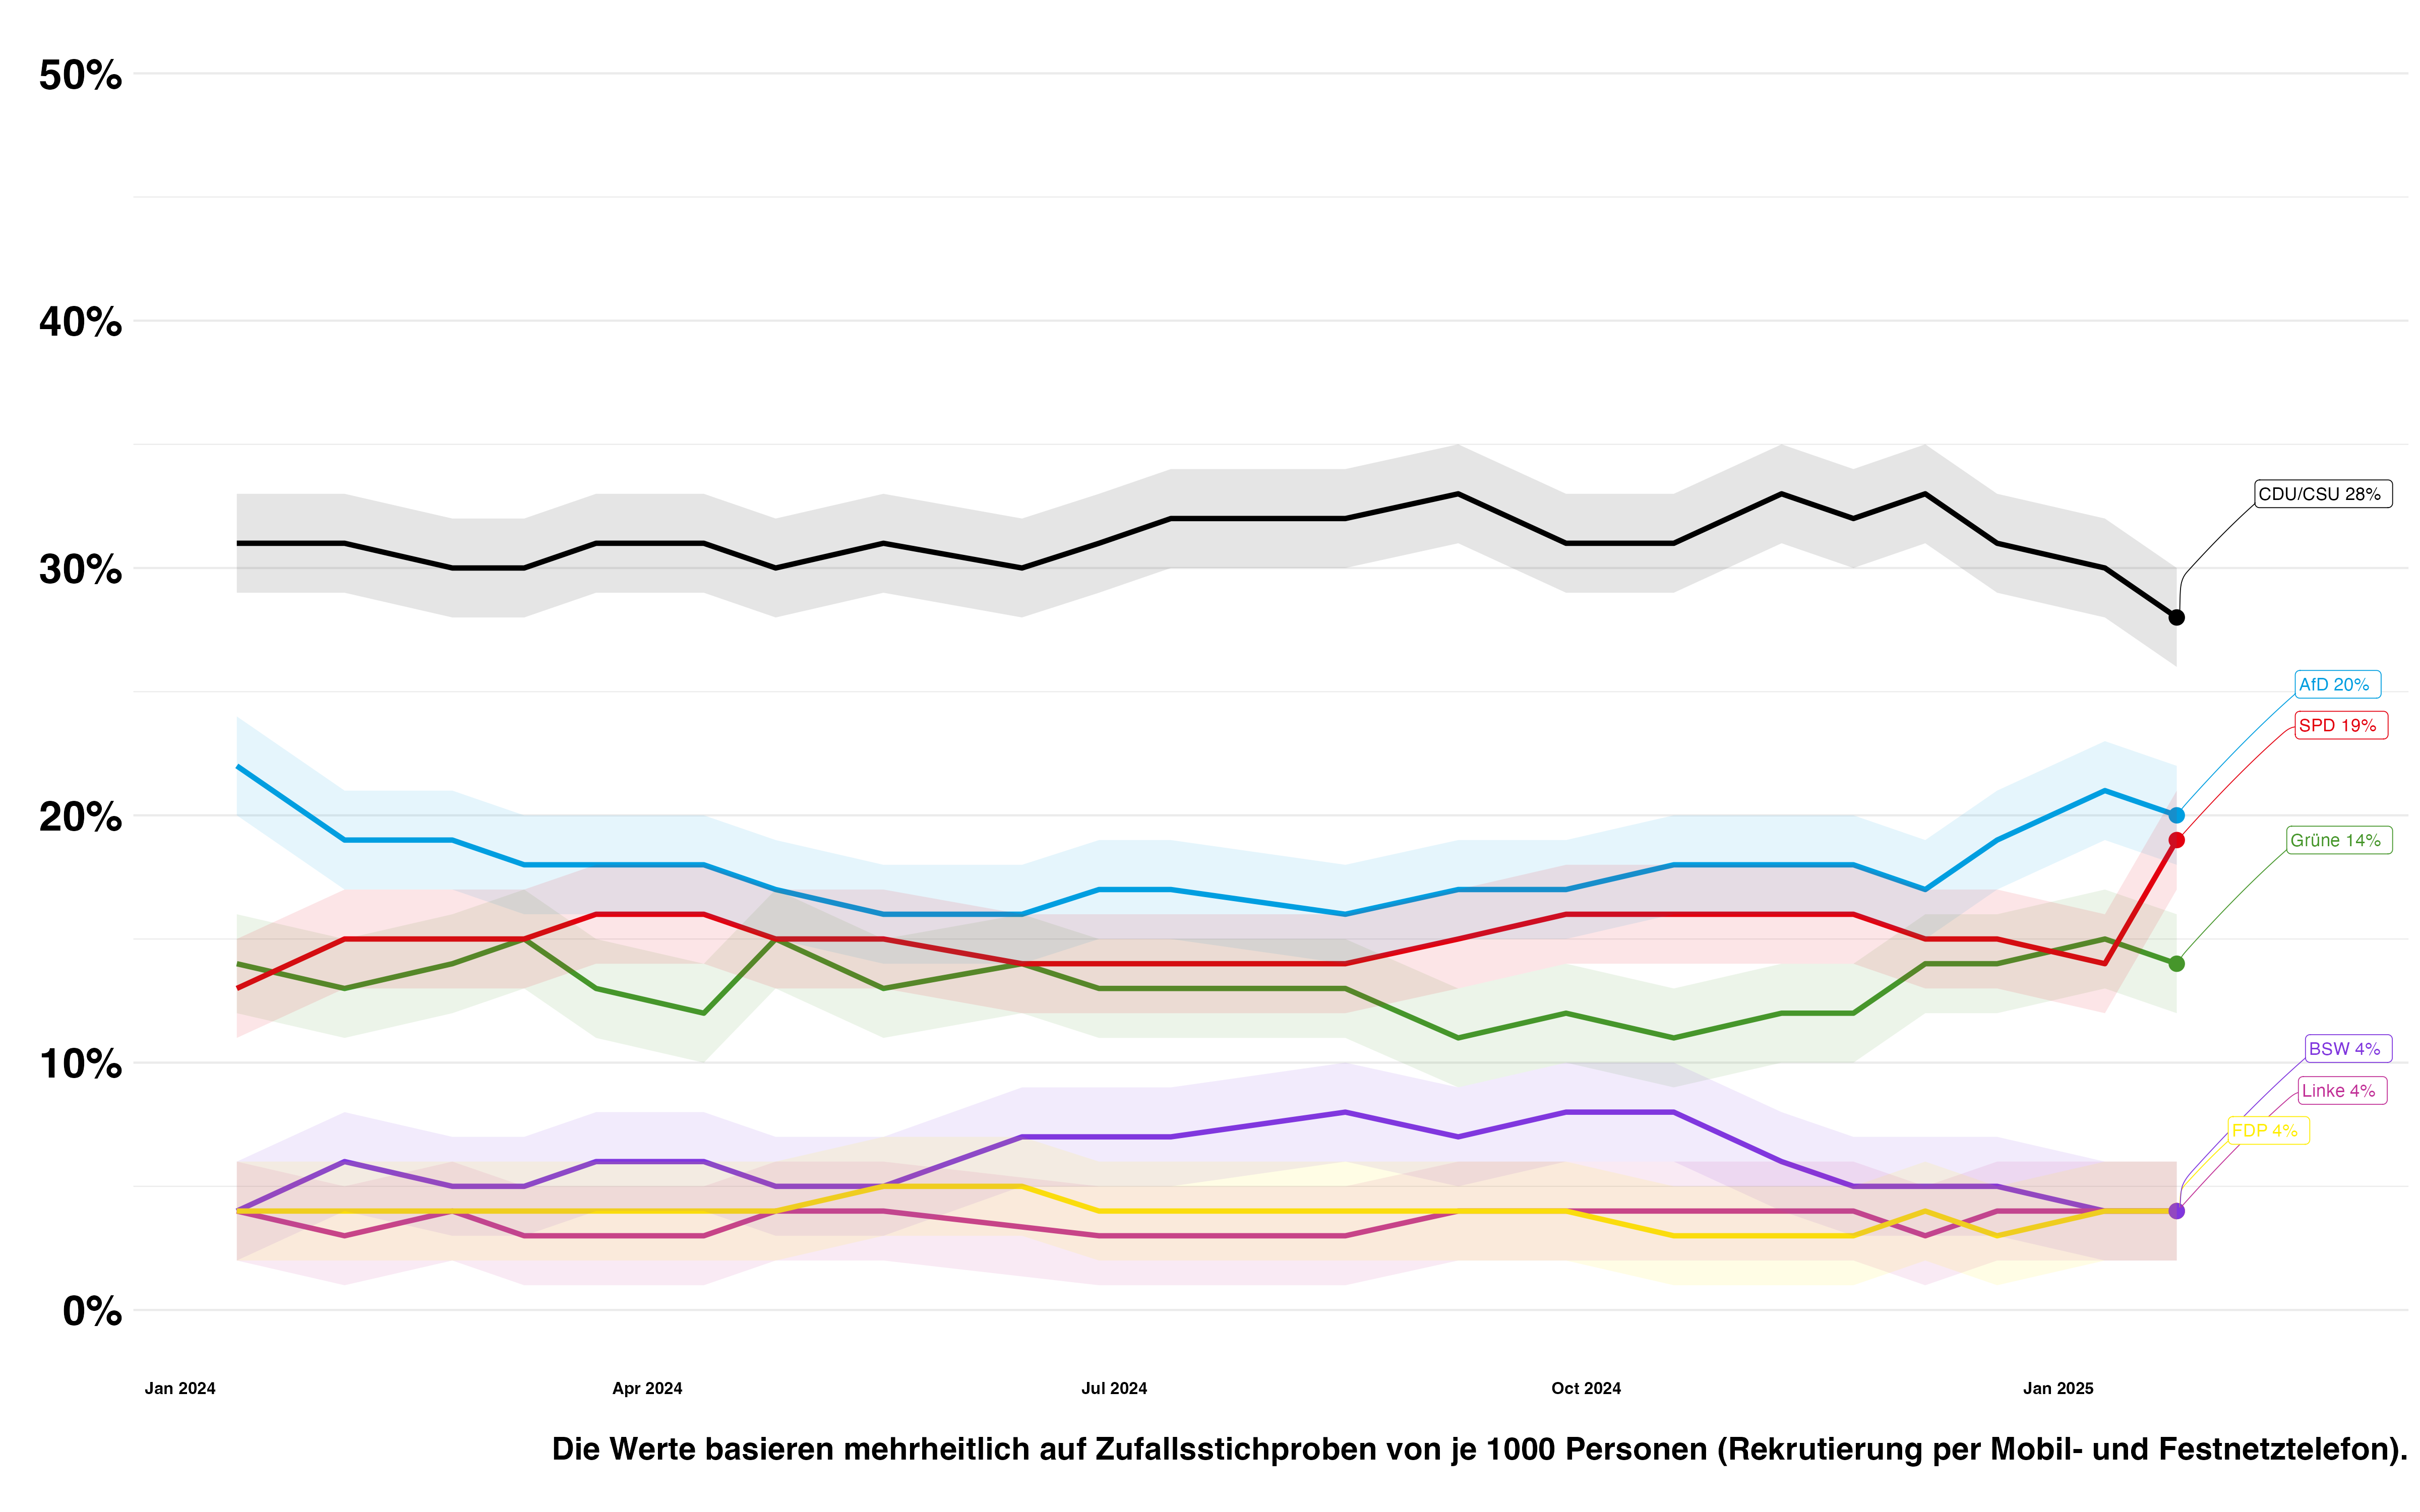 50%
40%
30%
20%
10%
0%
CDU/CSU 28%
AfD 20%
SPD 19%
Grüne 14%
BSW 4%
Linke 4%
FDP 4%
Jan 2024 Apr 2024 Jul 2024 Oct 2024 Jan 2025
Die Werte basieren mehrheitlich auf Zufallsstichproben von je 1000 Personen (Rekrutierung per Mobil- und Festnetztelefon).